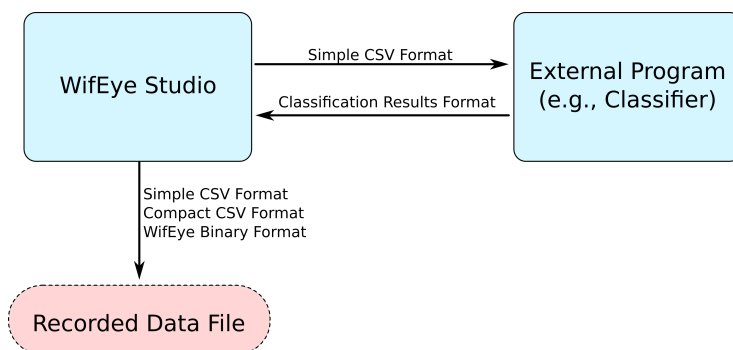 WifEye Studio
Simple CSV Format
External Program
(e.g., Classifier)
Classification Results Format
Simple CSV Format
Compact CSV Format
WifEye Binary Format
Recorded Data File